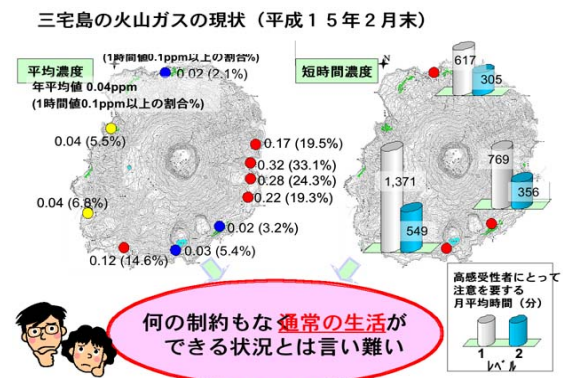 三宅島の火山ガスの現状（平成１５年２月末）
平均濃度
(1時間値0.1ppm以上の割合%)
0.02 (2.1%)
年平均値 0.04ppm
(1時間値0.1ppm以上の割合%)
0.04 (5.5%)
0.17 (19.5%)
0.32 (33.1%)
0.28 (24.3%)
0.22 (19.3%)
0.04 (6.8%)
0.02 (3.2%)
0.03 (5.4%)
0.12 (14.6%)
短時間濃度
N
617
305
1,371
549
769
356
高感受性者にとって
注意を要する
月平均時間（分）
1 2
ﾚﾍﾞﾙ
何の制約もなく通常の生活が
できる状況とは言い難い